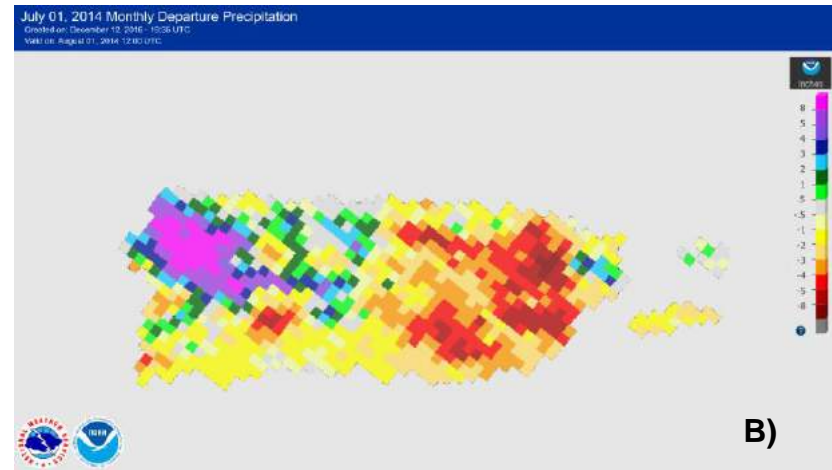 July 01, 2014 Monthly Departure Precipitation
Created on: December 12, 2016 - 19:36 UTC
Valid on: August 01, 2014 12:00 UTC
Inches
8
5
4
3
2
1
.5
-.5
-1
-2
-3
-4
-5
-8
B)